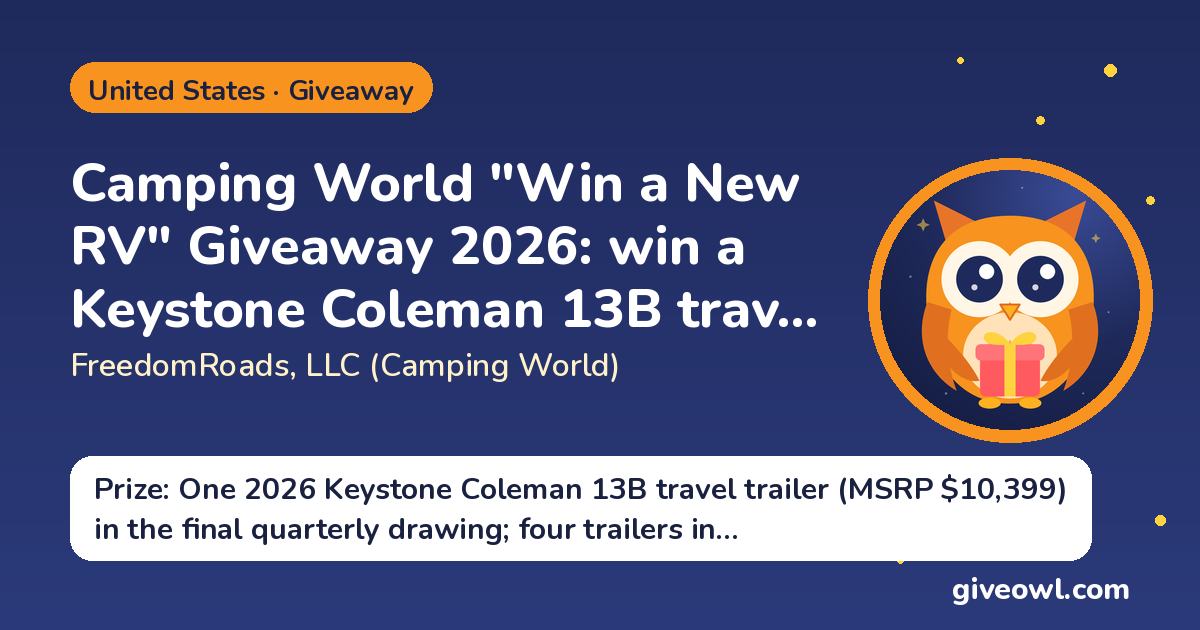 United States · Giveaway
Camping World "Win a New
RV" Giveaway 2026: win a
Keystone Coleman 13B trav...
FreedomRoads, LLC (Camping World)
Prize: One 2026 Keystone Coleman 13B travel trailer (MSRP $10,399)
in the final quarterly drawing; four trailers in...
giveowl.com